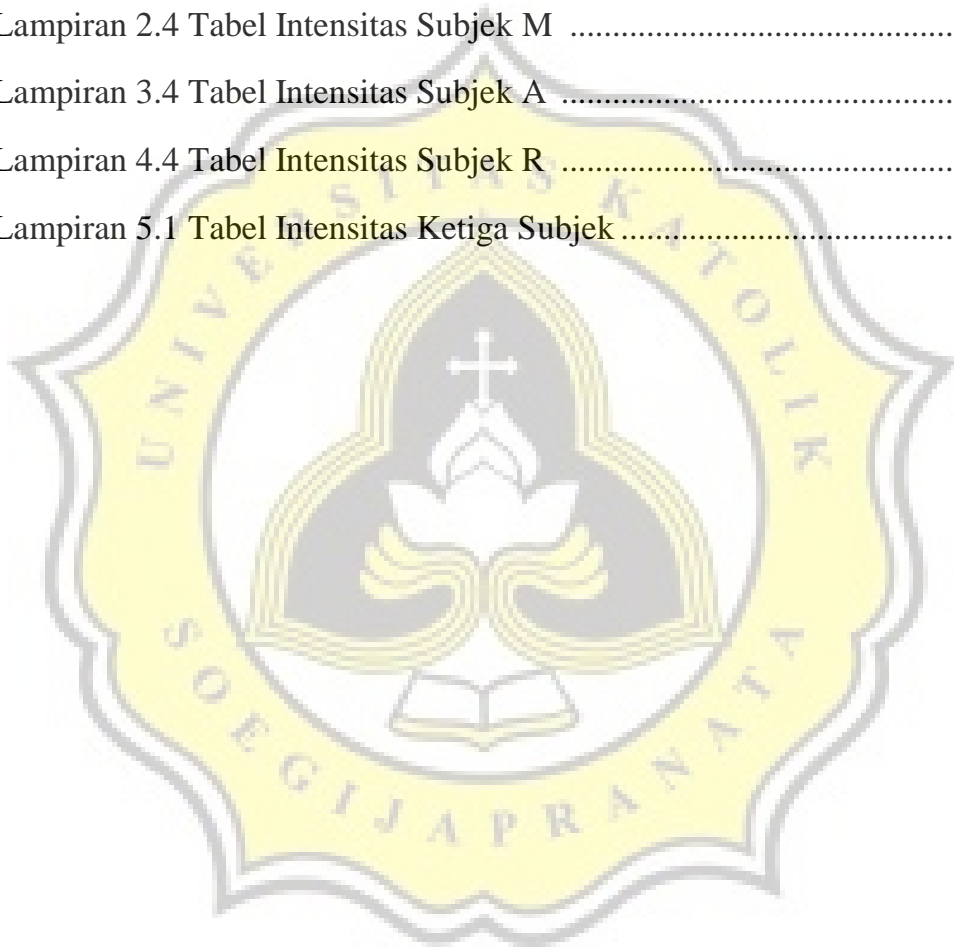 Lampiran 2.4 Tabel Intensitas Subjek M ..............................................
Lampiran 3.4 Tabel Intensitas Subjek A ...............................................
Lampiran 4.4 Tabel Intensitas Subjek R ...............................................
Lampiran 5.1 Tabel Intensitas Ketiga Subjek .......................................
UNIVERSITAS KATOLIK
SOEGIJAPRANATA